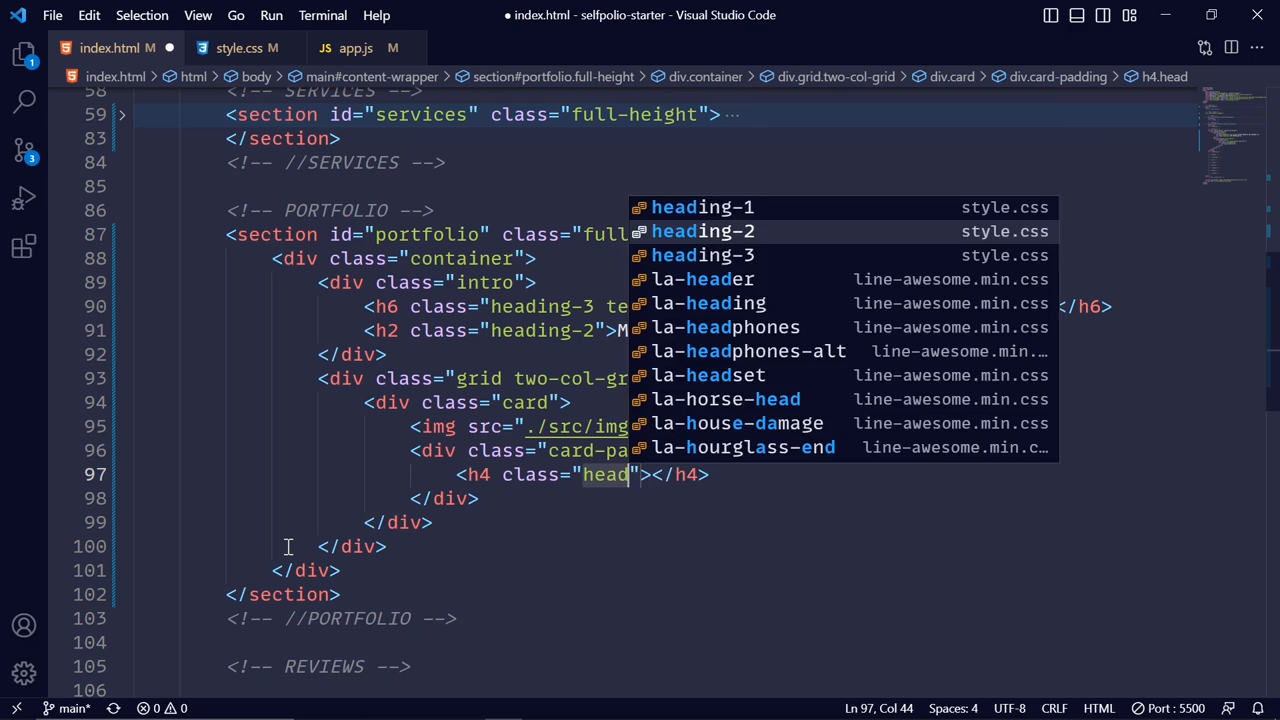 File Edit Selection View Go Run Terminal Help
● index.html - selfpolio-starter - Visual Studio Code
index.html M ● style.css M JS app.js M
index.html > html > body > main#content-wrapper > section#portfolio.full-height > div.container > div.grid.two-col-grid > div.card > div.card-padding > h4.head
58 <!-- SERVICES -->
59 <section id="services" class="full-height"> ···
83 </section>
84 <!-- //SERVICES -->
85
86 <!-- PORTFOLIO -->
87 <section id="portfolio" class="full
88 <div class="container">
89 <div class="intro">
90 <h6 class="heading-3 te </h6>
91 <h2 class="heading-2">M
92 </div>
93 <div class="grid two-col-gr
94 <div class="card">
95 <img src="./src/img
96 <div class="card-pa
97 <h4 class="head"></h4>
98 </div>
99 </div>
100 </div>
101 </div>
102 </section>
103 <!-- //PORTFOLIO -->
104
105 <!-- REVIEWS -->
106
heading-1 style.css
heading-2 style.css
heading-3 style.css
la-header line-awesome.min.css
la-heading line-awesome.min.css
la-headphones line-awesome.min.css
la-headphones-alt line-awesome.min.…
la-headset line-awesome.min.css
la-horse-head line-awesome.min.css
la-house-damage line-awesome.min.css
la-hourglass-end line-awesome.min.c…
1
3
main* 0 0 Ln 97, Col 44 Spaces: 4 UTF-8 CRLF HTML Port : 5500